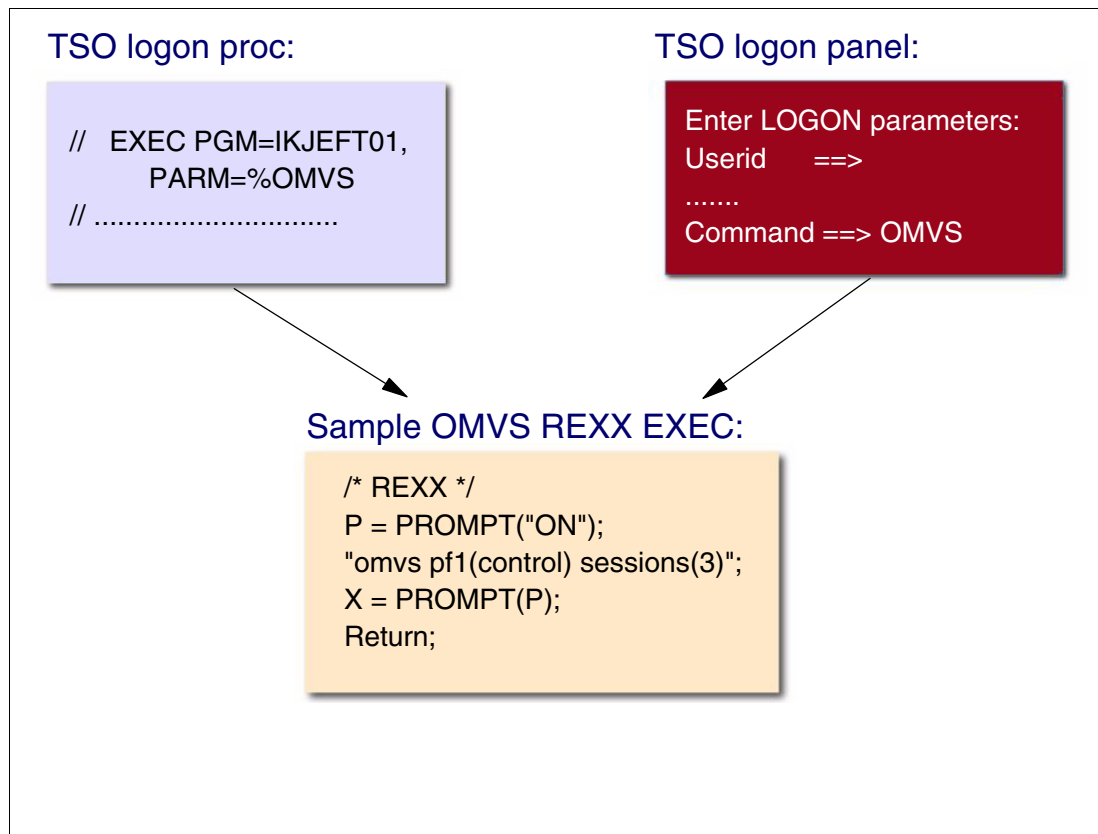 TSO logon proc:
//   EXEC PGM=IKJEFT01,
PARM=%OMVS
// ..............................
TSO logon panel:
Enter LOGON parameters:
Userid      ==>
.......
Command ==> OMVS
Sample OMVS REXX EXEC:
/* REXX */
P = PROMPT("ON");
"omvs pf1(control) sessions(3)";
X = PROMPT(P);
Return;